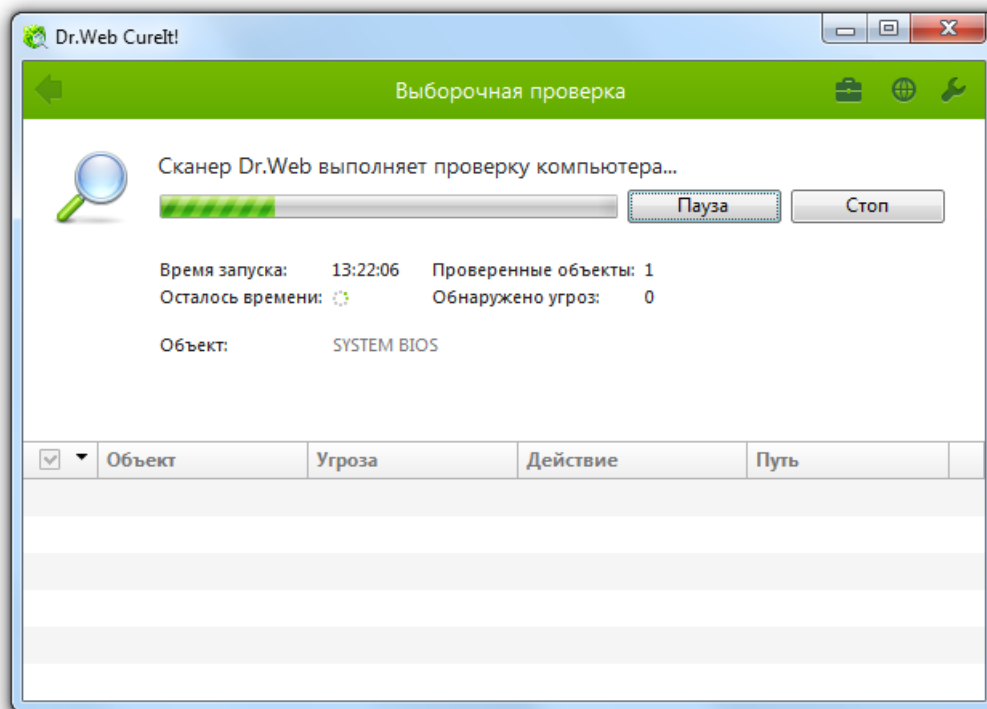 Dr.Web CureIt!
Выборочная проверка
Сканер Dr.Web выполняет проверку компьютера...
Пауза
Стоп
Время запуска: 13:22:06 Проверенные объекты: 1
Осталось времени: Обнаружено угроз: 0
Объект: SYSTEM BIOS
Объект Угроза Действие Путь